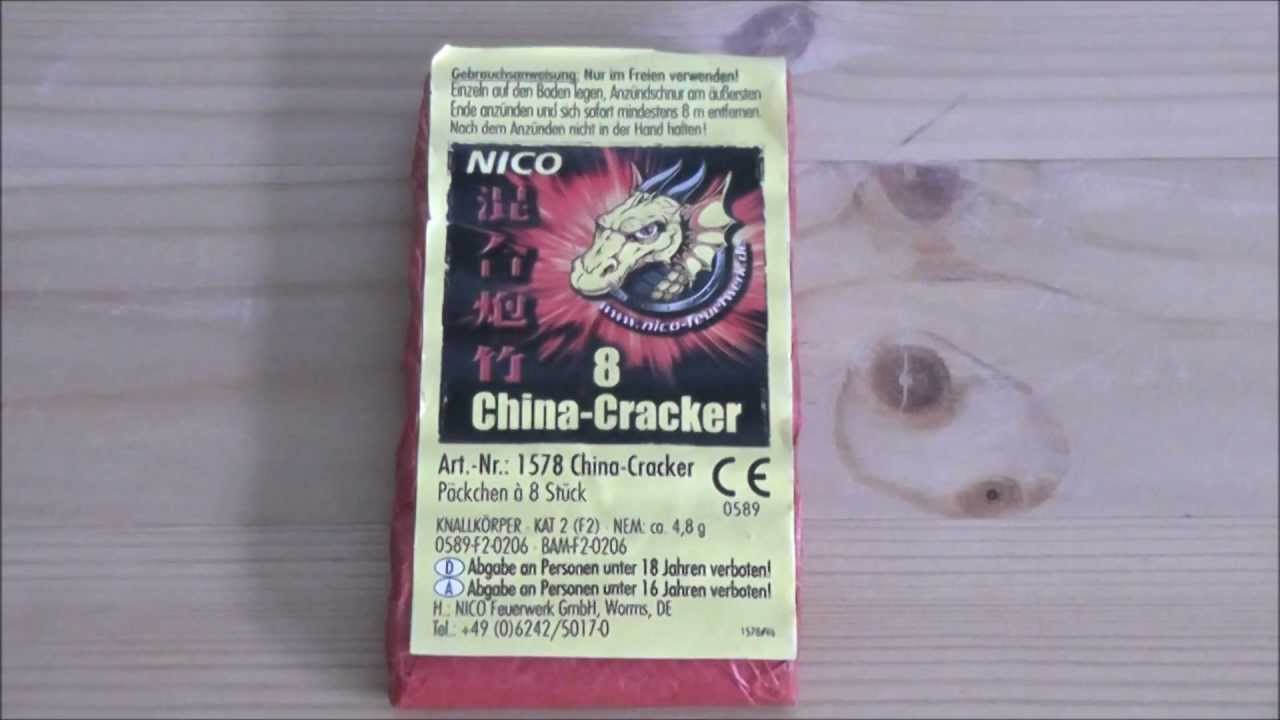 Gebrauchsanweisung: Nur im Freien verwenden!
Einzeln auf den Boden legen, Anzündschnur am äußersten
Ende anzünden und sich sofort mindestens 8 m entfernen.
Nach dem Anzünden nicht in der Hand halten!
NICO
混
合
炮
竹
www.nico-feuerwerk.de
8
China-Cracker
Art.-Nr.: 1578 China-Cracker
Päckchen à 8 Stück
CE
0589
KNALLKÖRPER · KAT 2 (F2) · NEM: ca. 4,8 g
0589-F2-0206 · BAM-F2-0206
D Abgabe an Personen unter 18 Jahren verboten!
A Abgabe an Personen unter 16 Jahren verboten!
H.: NICO Feuerwerk GmbH, Worms, DE
Tel.: +49 (0)6242/5017-0